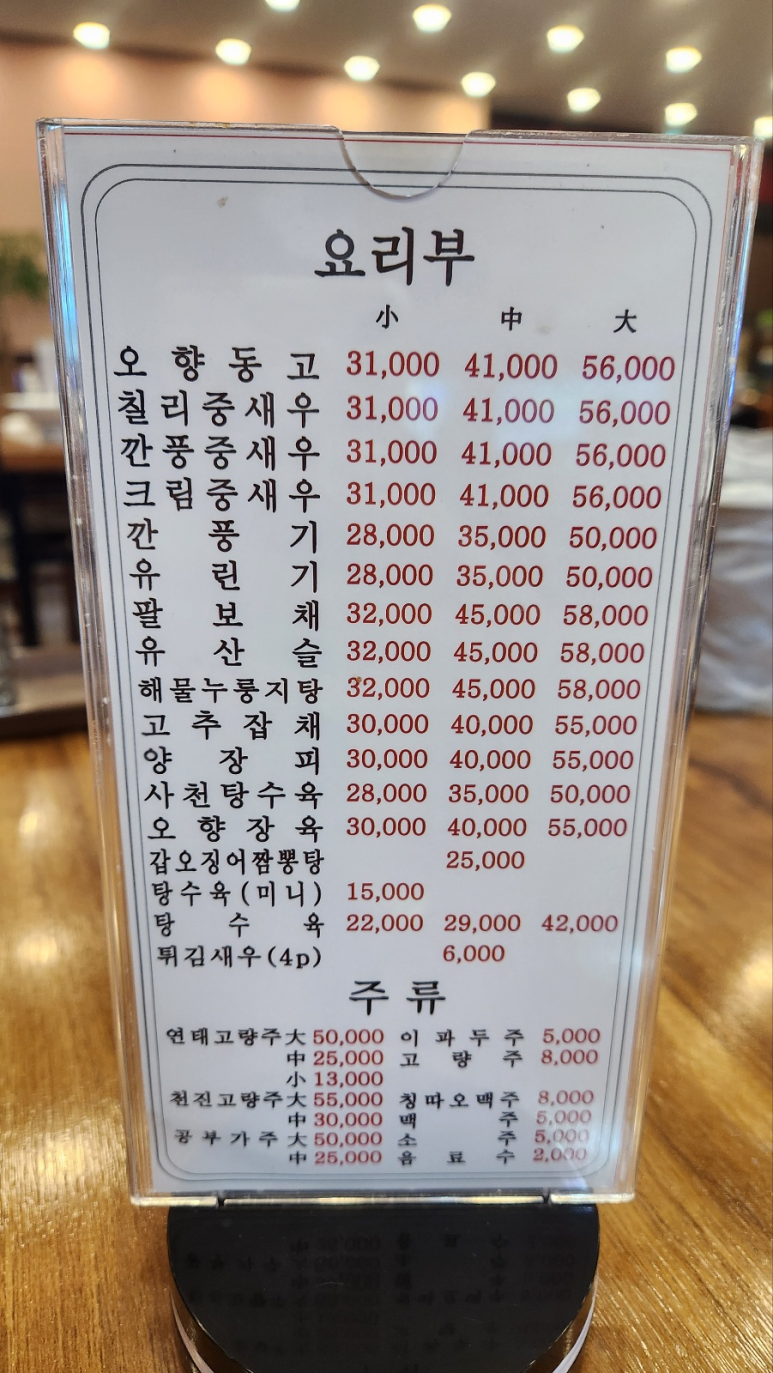 요리부
小 中 大
오향동고 31,000 41,000 56,000
칠리중새우 31,000 41,000 56,000
깐풍중새우 31,000 41,000 56,000
크림중새우 31,000 41,000 56,000
깐풍기 28,000 35,000 50,000
유린기 28,000 35,000 50,000
팔보채 32,000 45,000 58,000
유산슬 32,000 45,000 58,000
해물누룽지탕 32,000 45,000 58,000
고추잡채 30,000 40,000 55,000
양장피 30,000 40,000 55,000
사천탕수육 28,000 35,000 50,000
오향장육 30,000 40,000 55,000
갑오징어짬뽕탕 25,000
탕수육(미니) 15,000
탕수육 22,000 29,000 42,000
튀김새우(4p) 6,000
주류
연태고량주大 50,000 이과두주 5,000
中 25,000 고량주 8,000
小 13,000
천진고량주大 55,000 칭따오맥주 8,000
中 30,000 맥주 5,000
공부가주大 50,000 소주 5,000
中 25,000 음료수 2,000